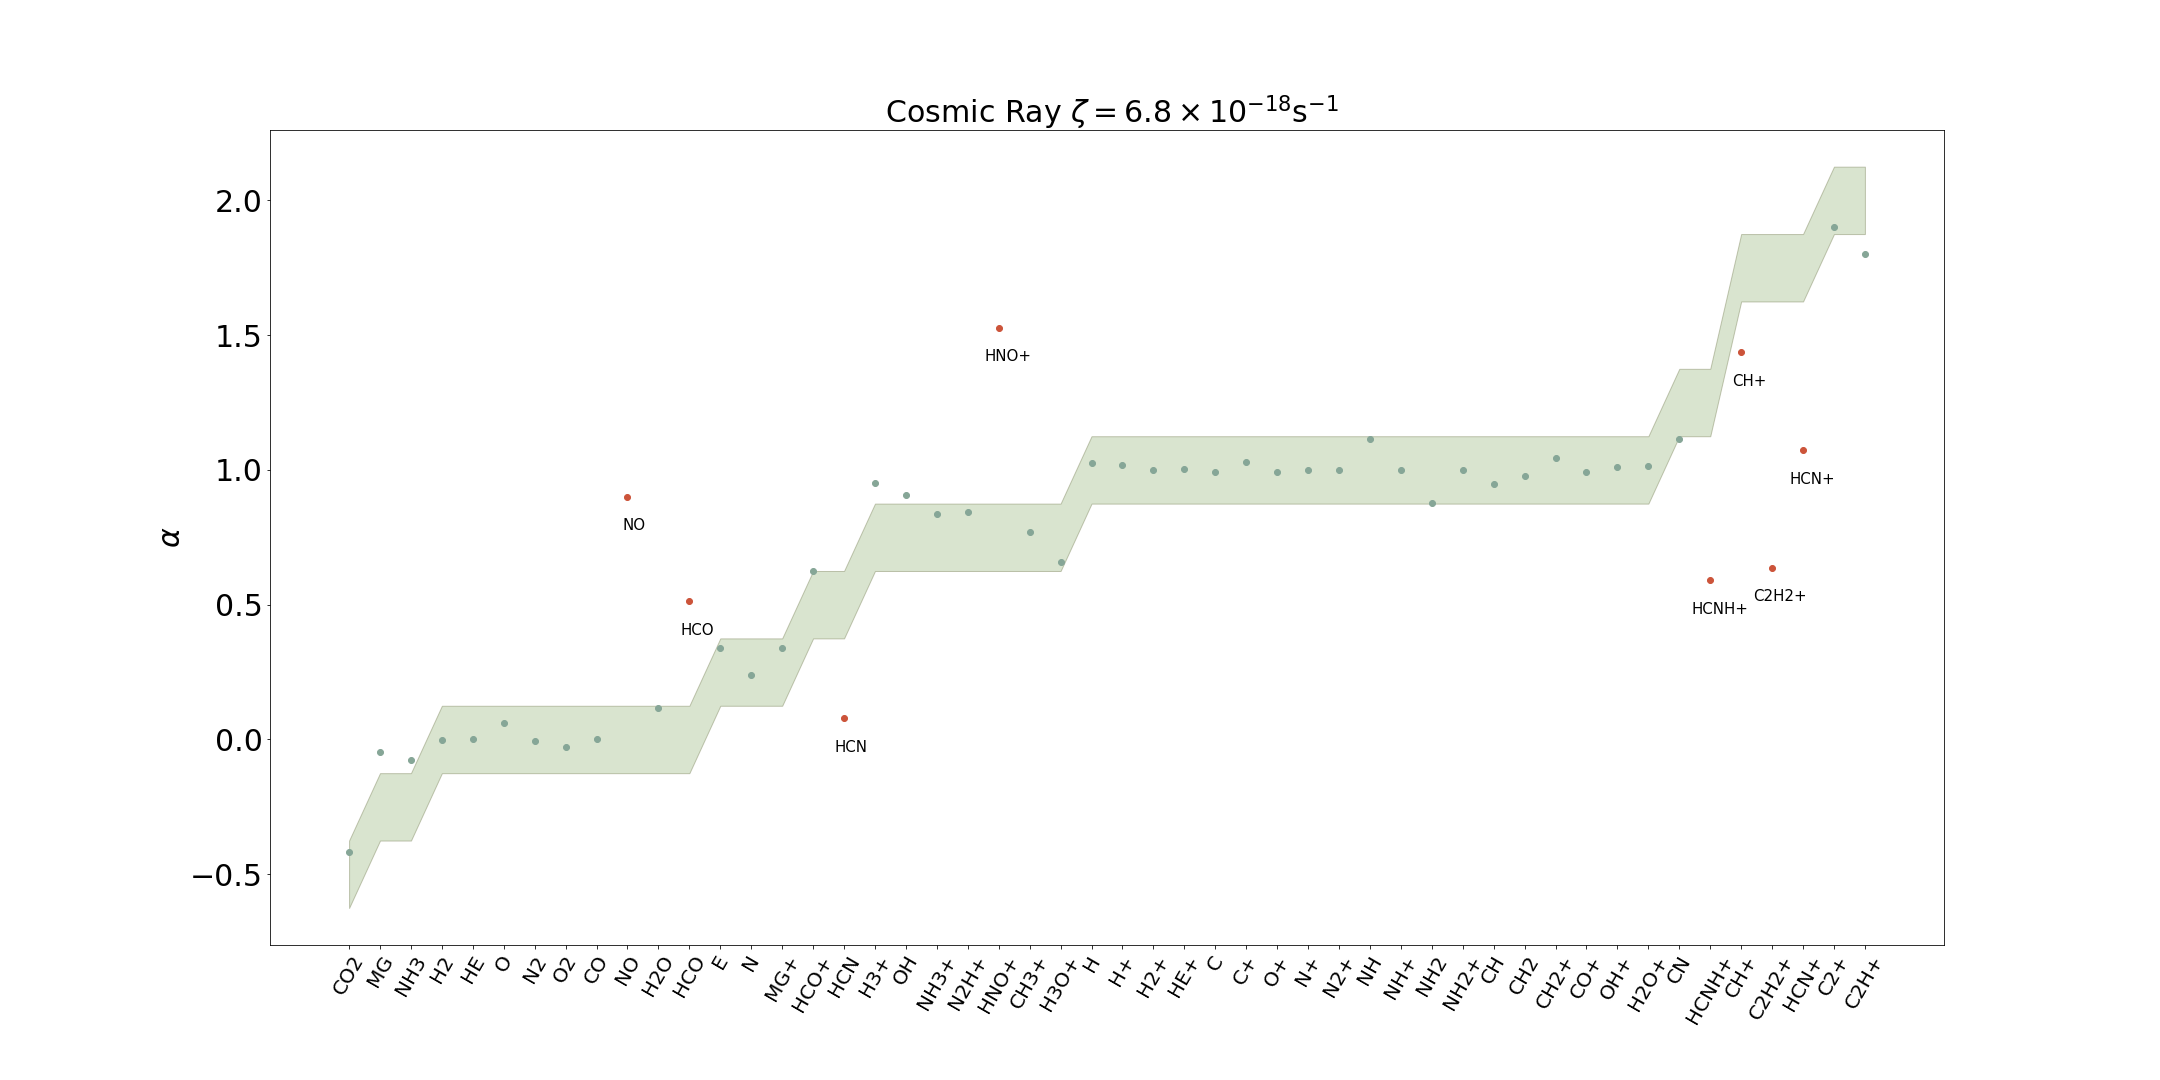 Cosmic Ray ζ = 6.8 × 10⁻¹⁸s⁻¹
2.0
1.5
1.0
0.5
0.0
−0.5
α
HNO+
CH+
HCN+
NO
HCNH+
C2H2+
HCO
HCN
CO2 MG NH3 H2 HE O N2 O2 CO NO H2O HCO E N MG+ HCO+ HCN H3+ OH NH3+ N2H+ HNO+ CH3+ H3O+ H H+ H2+ HE+ C C+ O+ N+ N2+ NH NH+ NH2 NH2+ CH CH2 CH2+ CO+ OH+ H2O+ CN HCNH+ CH+ C2H2+ HCN+ C2+ C2H+